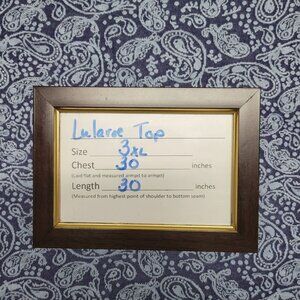 Lularoe Top
Size 3XL
Chest 30 inches
(Laid flat and measured armpit to armpit)
Length 30 inches
(Measured from highest point of shoulder to bottom seam)